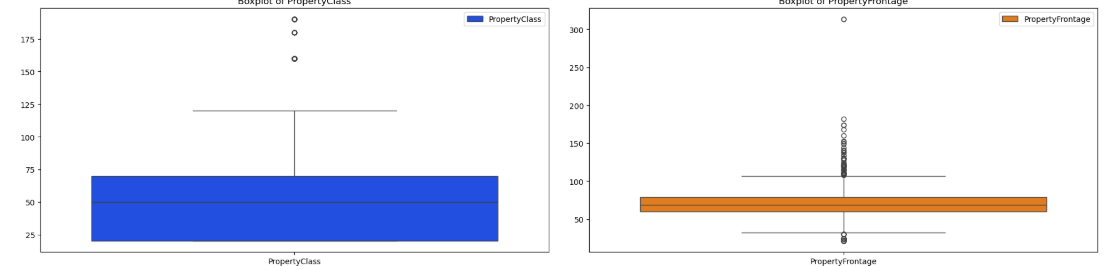 Boxplot of PropertyClass
PropertyClass
175
150
125
100
75
50
25
PropertyClass
Boxplot of PropertyFrontage
PropertyFrontage
300
250
200
150
100
50
PropertyFrontage